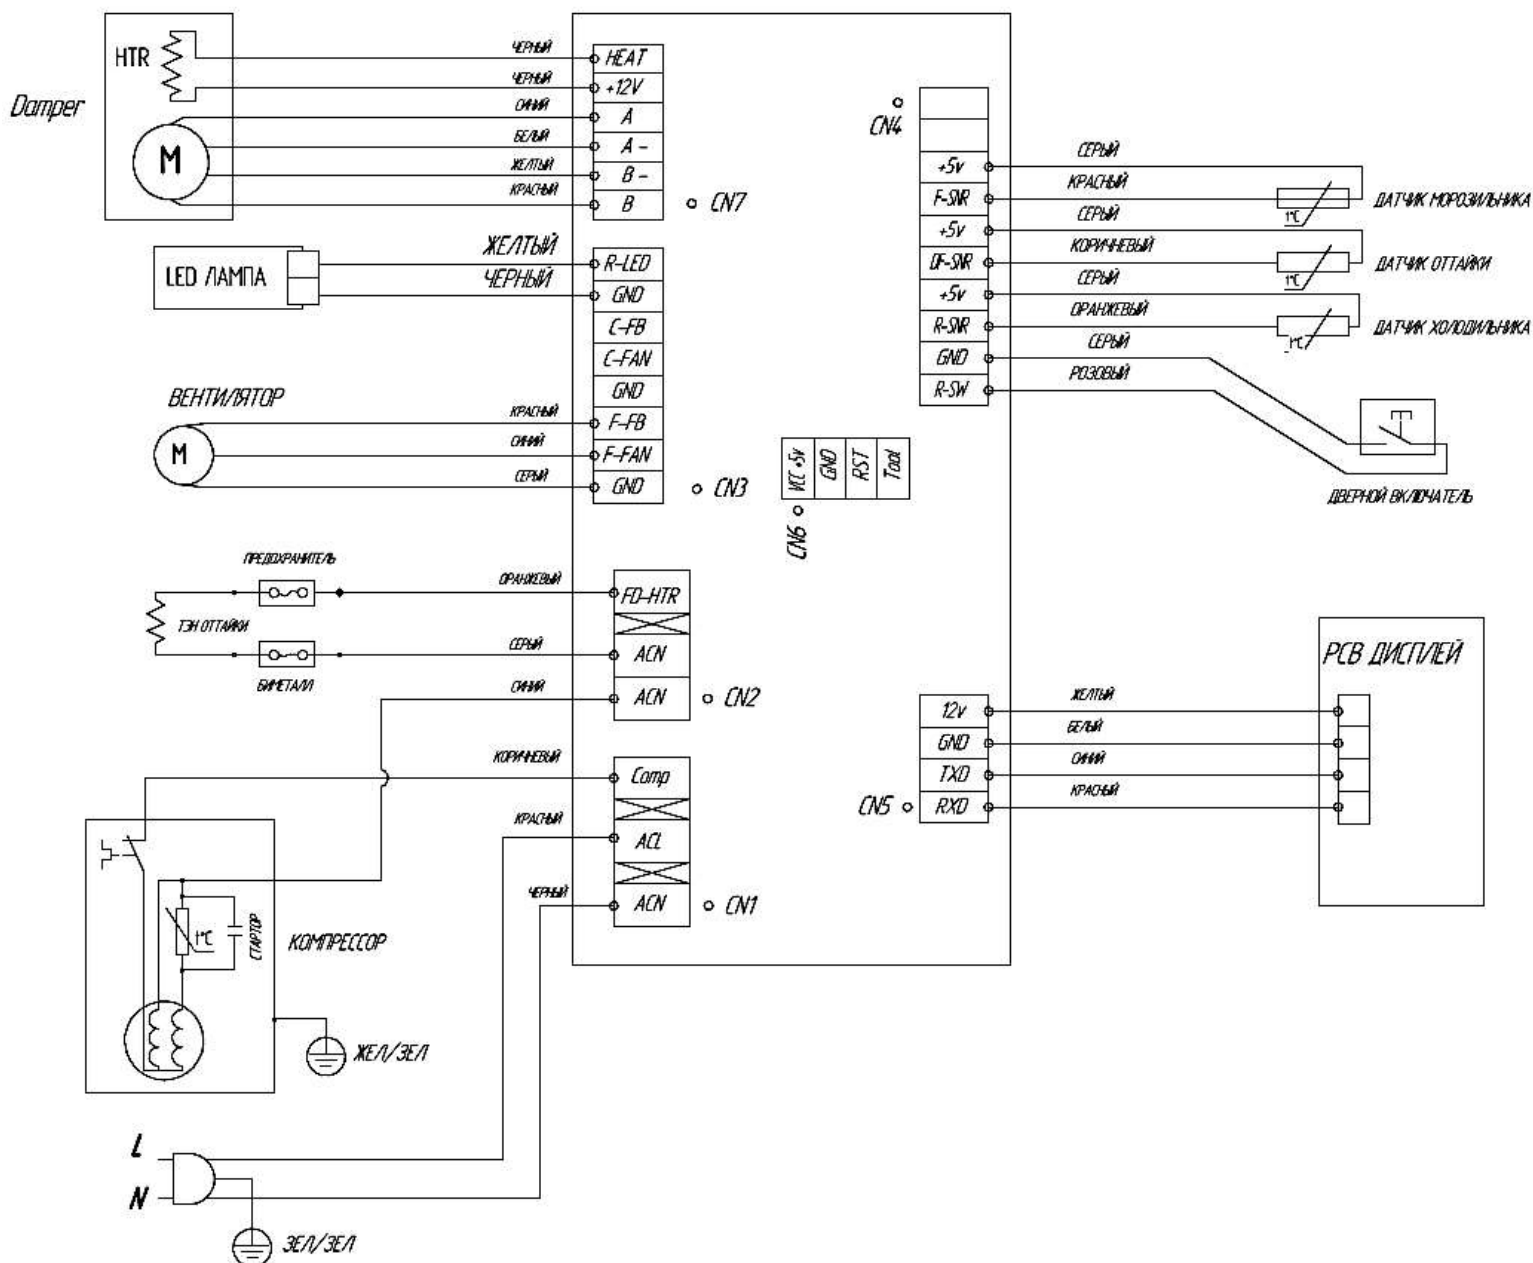 Damper
HTR
M
ЧЕРНЫЙ
HEAT
ЧЕРНЫЙ
+12V
СИНИЙ
A
БЕЛЫЙ
A -
ЖЕЛТЫЙ
B -
КРАСНЫЙ
B
CN7
LED ЛАМПА
ЖЕЛТЫЙ
R-LED
ЧЕРНЫЙ
GND
C-FB
C-FAN
GND
ВЕНТИЛЯТОР
M
КРАСНЫЙ
F-FB
СИНИЙ
F-FAN
СЕРЫЙ
GND
CN3
ПРЕДОХРАНИТЕЛЬ
ТЭН ОТТАЙКИ
БИМЕТАЛЛ
ОРАНЖЕВЫЙ
FD-HTR
СЕРЫЙ
ACN
СИНИЙ
ACN
CN2
КОРИЧНЕВЫЙ
Comp
КРАСНЫЙ
ACL
ЧЕРНЫЙ
ACN
CN1
t°C
СТАРТОР
КОМПРЕССОР
ЖЕЛ/ЗЕЛ
L
N
ЗЕЛ/ЗЕЛ
CN4
+5v
СЕРЫЙ
F-SNR
КРАСНЫЙ
t°C
ДАТЧИК МОРОЗИЛЬНИКА
+5v
СЕРЫЙ
DF-SNR
КОРИЧНЕВЫЙ
t°C
ДАТЧИК ОТТАЙКИ
+5v
СЕРЫЙ
R-SNR
ОРАНЖЕВЫЙ
t°C
ДАТЧИК ХОЛОДИЛЬНИКА
GND
СЕРЫЙ
R-SW
РОЗОВЫЙ
ДВЕРНОЙ ВКЛЮЧАТЕЛЬ
VCC +5v
GND
RST
Tool
CN6
PCB ДИСПЛЕЙ
12v
ЖЕЛТЫЙ
GND
БЕЛЫЙ
TXD
СИНИЙ
CN5
RXD
КРАСНЫЙ